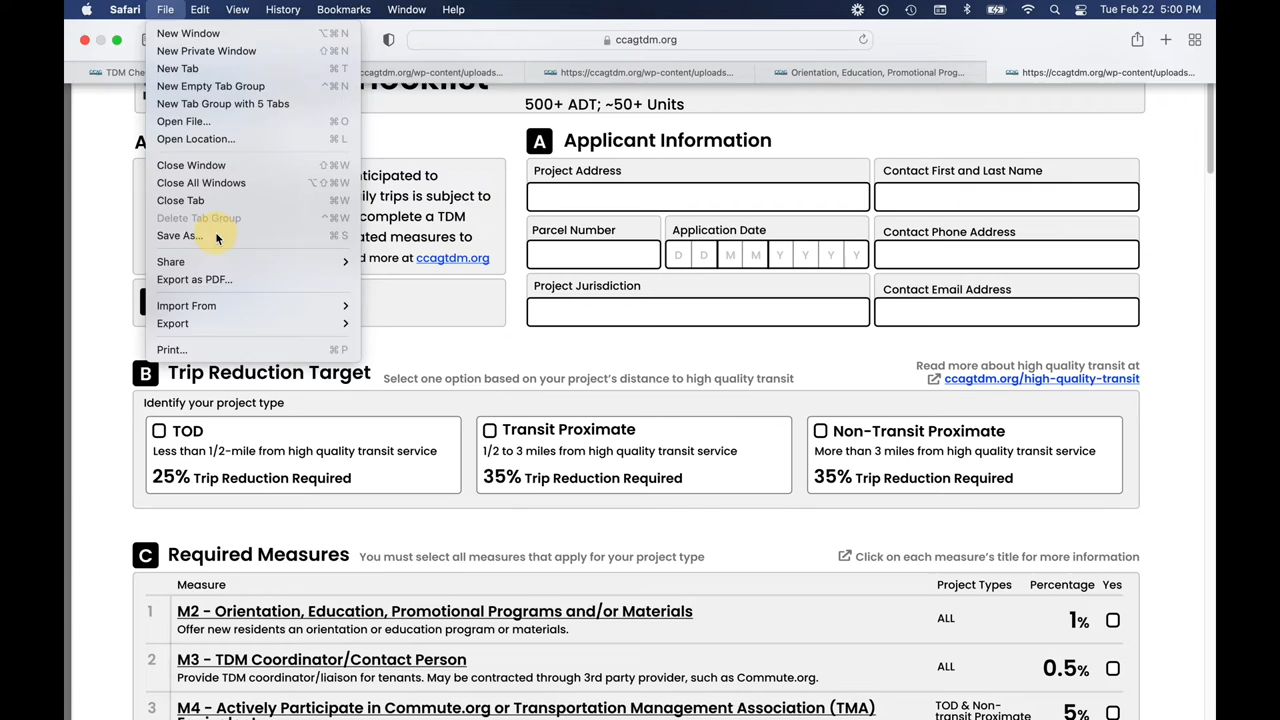 Safari File Edit View History Bookmarks Window Help Tue Feb 22 5:00 PM
ccagtdm.org
TDM Che
ccagtdm.org/wp-content/uploads...
https://ccagtdm.org/wp-content/uploads...
Orientation, Education, Promotional Prog...
https://ccagtdm.org/wp-content/uploads...
New Window ⌥⌘N
New Private Window ⇧⌘N
New Tab ⌘T
New Empty Tab Group ^⌘N
New Tab Group with 5 Tabs
Open File... ⌘O
Open Location... ⌘L
Close Window ⇧⌘W
Close All Windows ⌥⇧⌘W
Close Tab ⌘W
Delete Tab Group ^⌘W
Save As... ⌘S
Share
Export as PDF...
Import From
Export
Print... ⌘P
500+ ADT; ~50+ Units
nticipated to
ily trips is subject to
complete a TDM
ated measures to
d more at ccagtdm.org
A Applicant Information
Project Address
Contact First and Last Name
Parcel Number
Application Date
D D M M Y Y Y Y
Contact Phone Address
Project Jurisdiction
Contact Email Address
B Trip Reduction Target Select one option based on your project's distance to high quality transit
Read more about high quality transit at
ccagtdm.org/high-quality-transit
Identify your project type
TOD
Less than 1/2-mile from high quality transit service
25% Trip Reduction Required
Transit Proximate
1/2 to 3 miles from high quality transit service
35% Trip Reduction Required
Non-Transit Proximate
More than 3 miles from high quality transit service
35% Trip Reduction Required
C Required Measures You must select all measures that apply for your project type
Click on each measure's title for more information
Measure Project Types Percentage Yes
1 M2 - Orientation, Education, Promotional Programs and/or Materials ALL 1%
Offer new residents an orientation or education program or materials.
2 M3 - TDM Coordinator/Contact Person ALL 0.5%
Provide TDM coordinator/liaison for tenants. May be contracted through 3rd party provider, such as Commute.org.
3 M4 - Actively Participate in Commute.org or Transportation Management Association (TMA) TOD & Non-
transit Proximate 5%